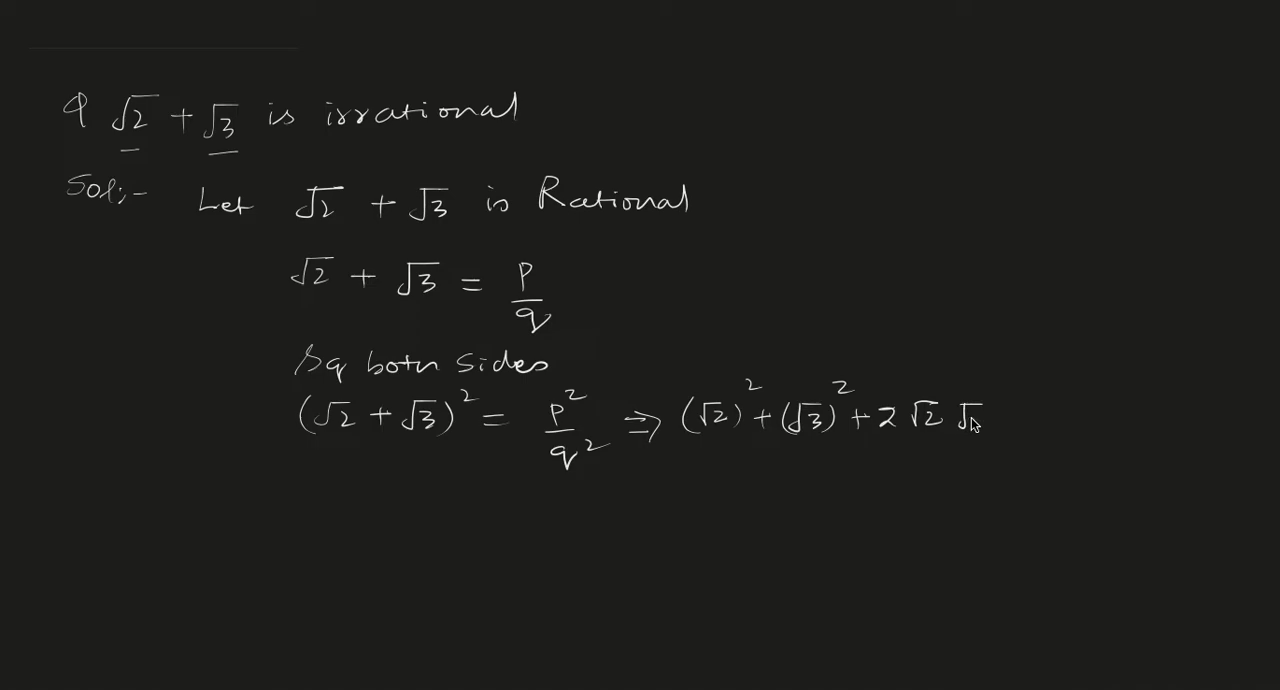 Q √2 + √3 is irrational
Sol:- Let √2 + √3 is Rational
√2 + √3 = P/q
Sq both sides
(√2 + √3)² = P²/q² ⇒ (√2)² + (√3)² + 2 √2 √